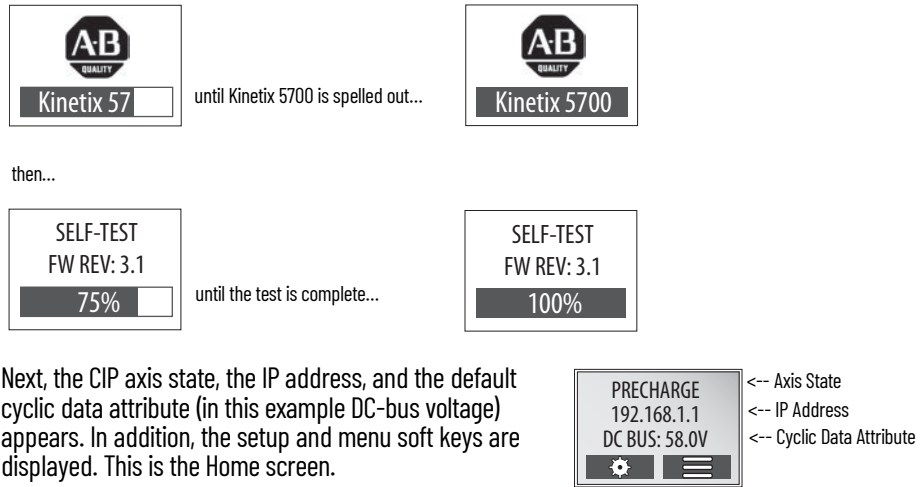 A·B
QUALITY
Kinetix 57
until Kinetix 5700 is spelled out...
A·B
QUALITY
Kinetix 5700
then...
SELF-TEST
FW REV: 3.1
75%
until the test is complete...
SELF-TEST
FW REV: 3.1
100%
Next, the CIP axis state, the IP address, and the default
cyclic data attribute (in this example DC-bus voltage)
appears. In addition, the setup and menu soft keys are
displayed. This is the Home screen.
PRECHARGE
192.168.1.1
DC BUS: 58.0V
<-- Axis State
<-- IP Address
<-- Cyclic Data Attribute